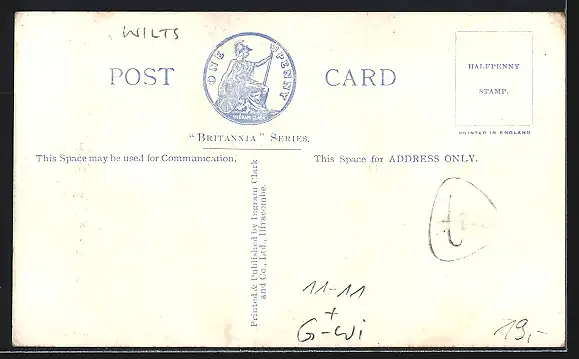 WILTS
POST
ONE PENNY
INGRAM CLARK
CARD
HALFPENNY
STAMP.
PRINTED IN ENGLAND
"BRITANNIA" SERIES.
This Space may be used for Communication.
This Space for ADDRESS ONLY.
Printed & Published by Ingram Clark
and Co., Ltd., Ilfracombe.
11-11
+
G-Wi
19,-